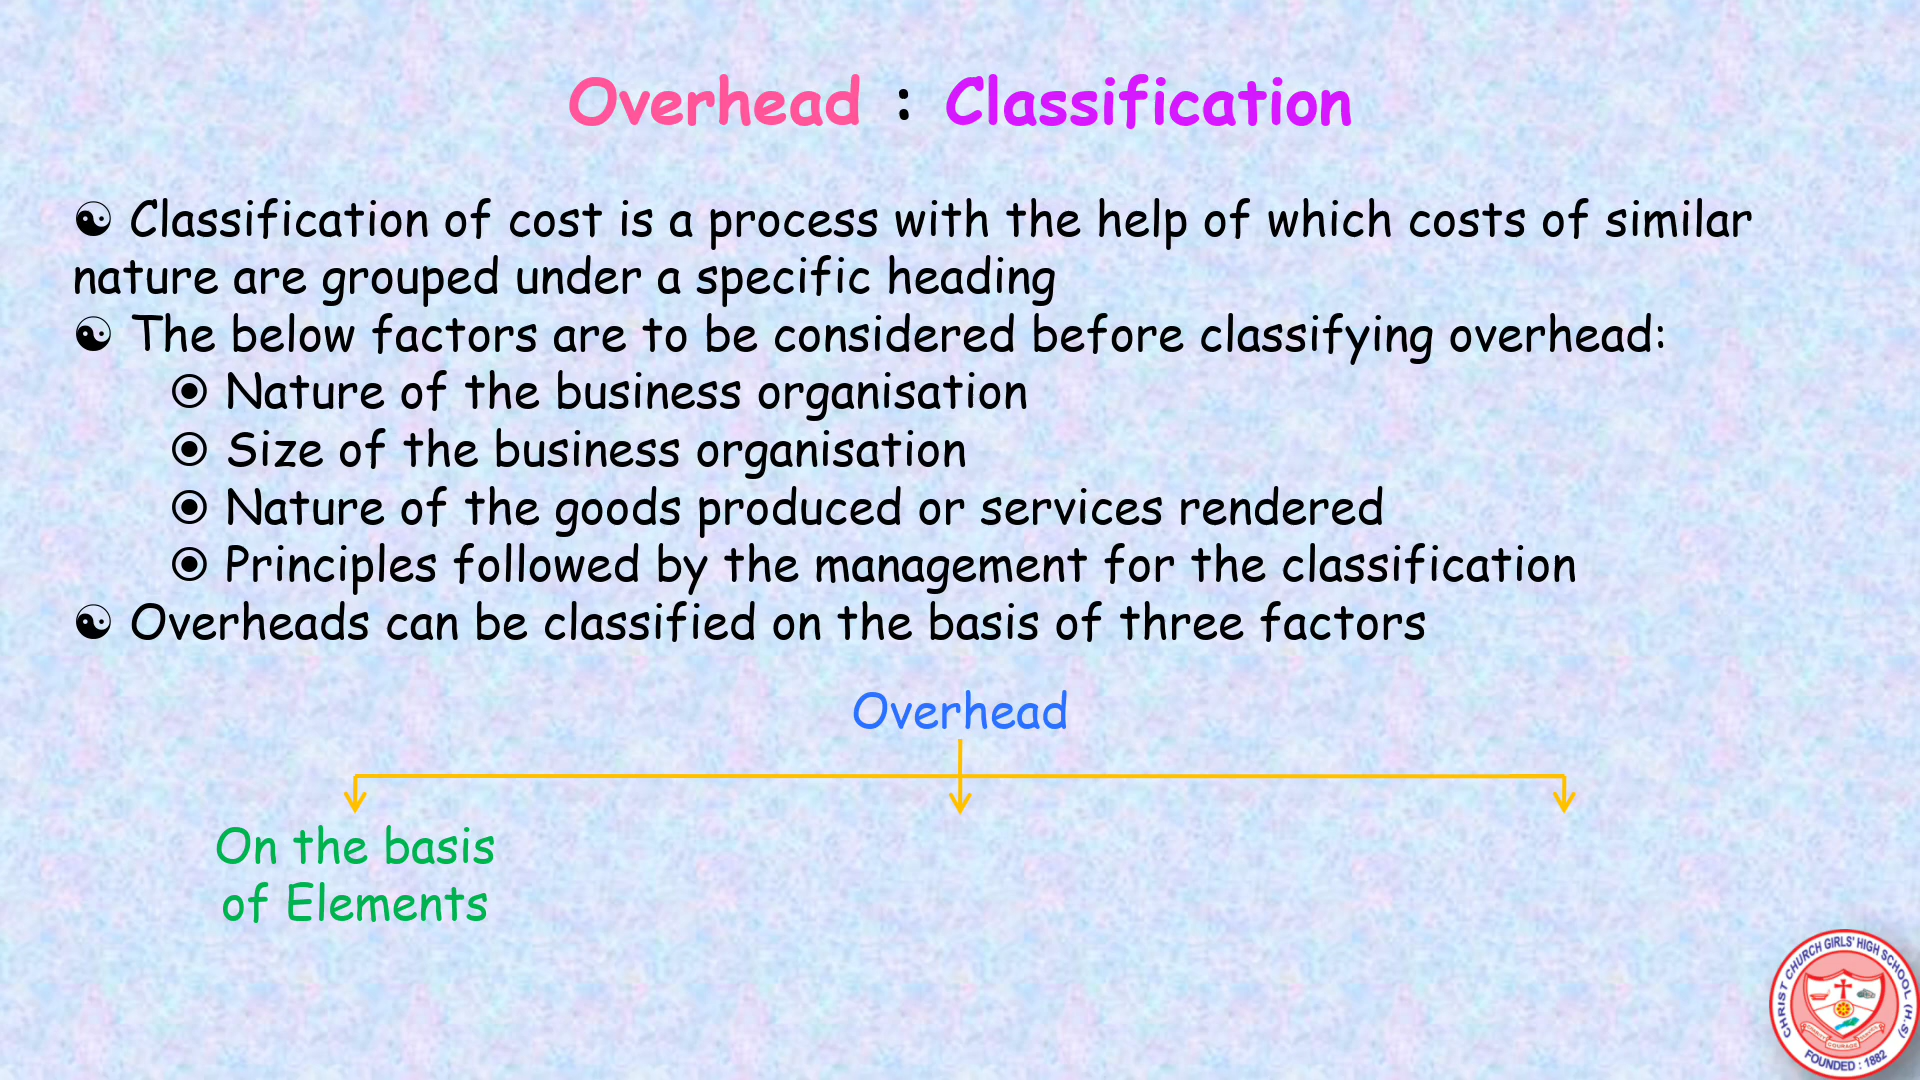 Overhead : Classification
☯ Classification of cost is a process with the help of which costs of similar
nature are grouped under a specific heading
☯ The below factors are to be considered before classifying overhead:
⦿ Nature of the business organisation
⦿ Size of the business organisation
⦿ Nature of the goods produced or services rendered
⦿ Principles followed by the management for the classification
☯ Overheads can be classified on the basis of three factors
Overhead
On the basis
of Elements
CHRIST CHURCH GIRLS' HIGH SCHOOL (H.S)
COURAGE
FOUNDED : 1882